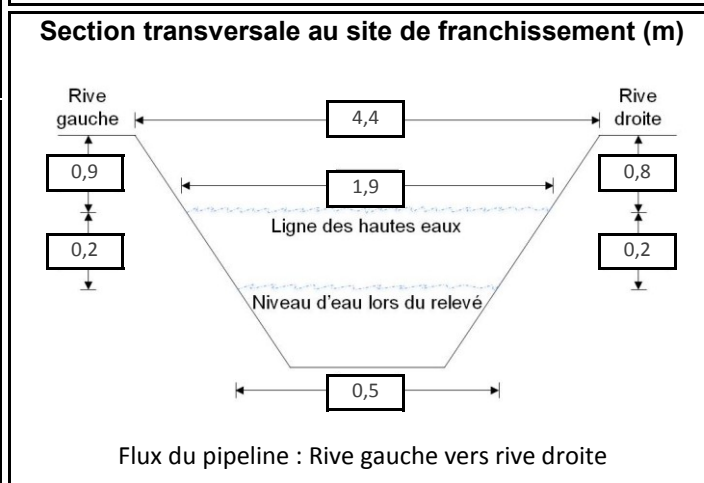 Section transversale au site de franchissement (m)
Rive
gauche
4,4
Rive
droite
0,9
1,9
0,8
Ligne des hautes eaux
0,2
0,2
Niveau d'eau lors du relevé
0,5
Flux du pipeline : Rive gauche vers rive droite